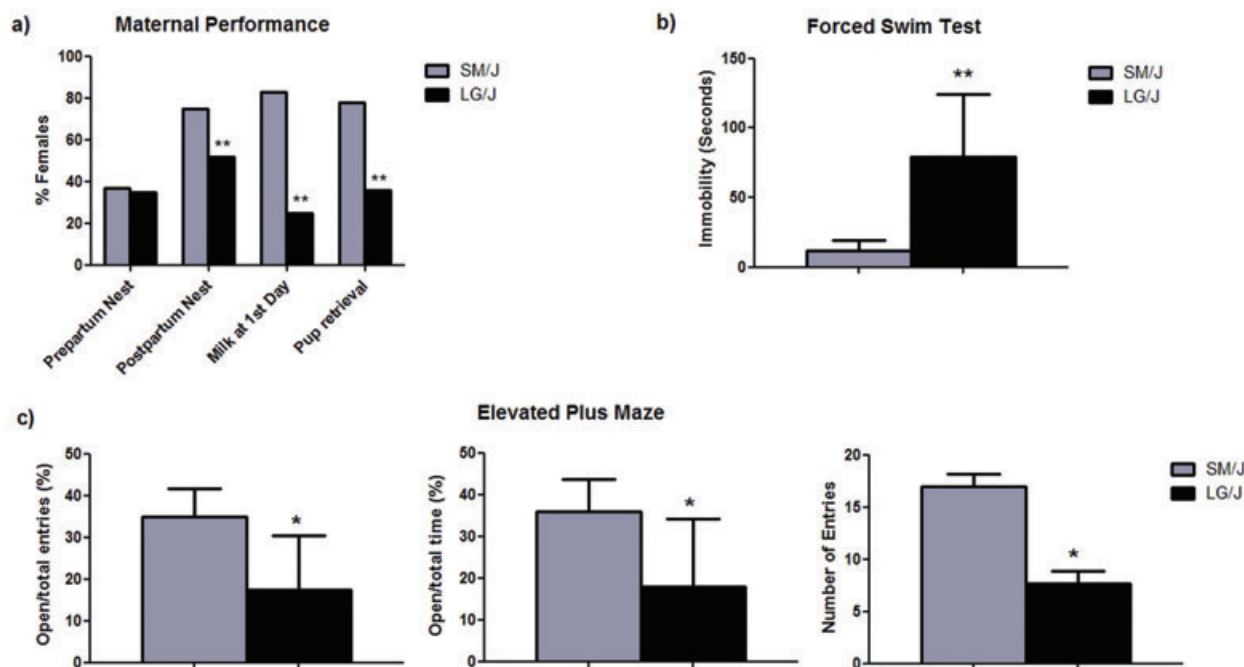 a)
Maternal Performance
100
80
60
40
20
0
% Females
SM/J
LG/J
**
**
**
Prepartum Nest
Postpartum Nest
Milk at 1st Day
Pup retrieval
b)
Forced Swim Test
150
100
50
0
Immobility (Seconds)
**
SM/J
LG/J
c)
Elevated Plus Maze
50
40
30
20
10
0
Open/total entries (%)
*
50
40
30
20
10
0
Open/total time (%)
*
20
15
10
5
0
Number of Entries
*
SM/J
LG/J